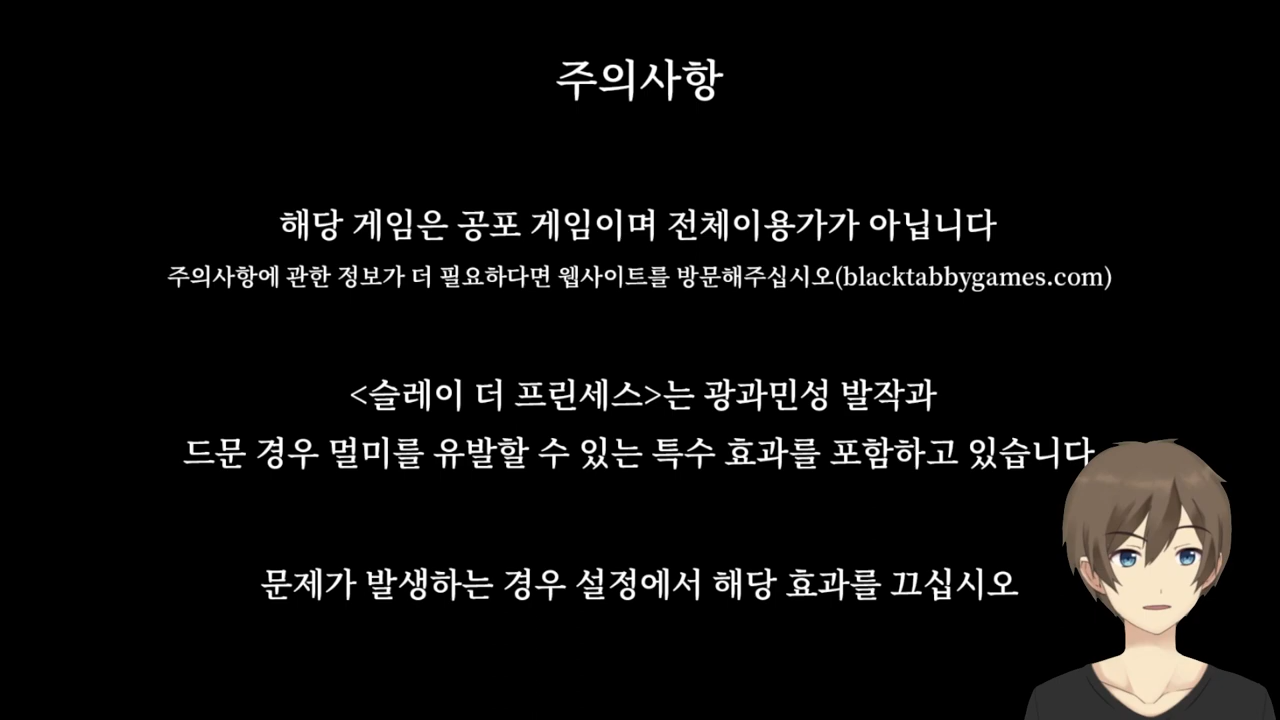 주의사항
해당 게임은 공포 게임이며 전체이용가가 아닙니다
주의사항에 관한 정보가 더 필요하다면 웹사이트를 방문해주십시오(blacktabbygames.com)
<슬레이 더 프린세스>는 광과민성 발작과
드문 경우 멀미를 유발할 수 있는 특수 효과를 포함하고 있습니다
문제가 발생하는 경우 설정에서 해당 효과를 끄십시오